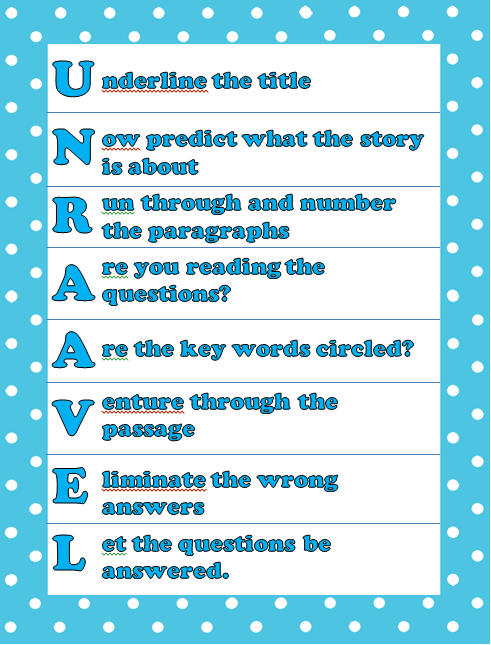 Underline the title
Now predict what the story
is about
Run through and number
the paragraphs
Are you reading the
questions?
Are the key words circled?
Venture through the
passage
Eliminate the wrong
answers
Let the questions be
answered.